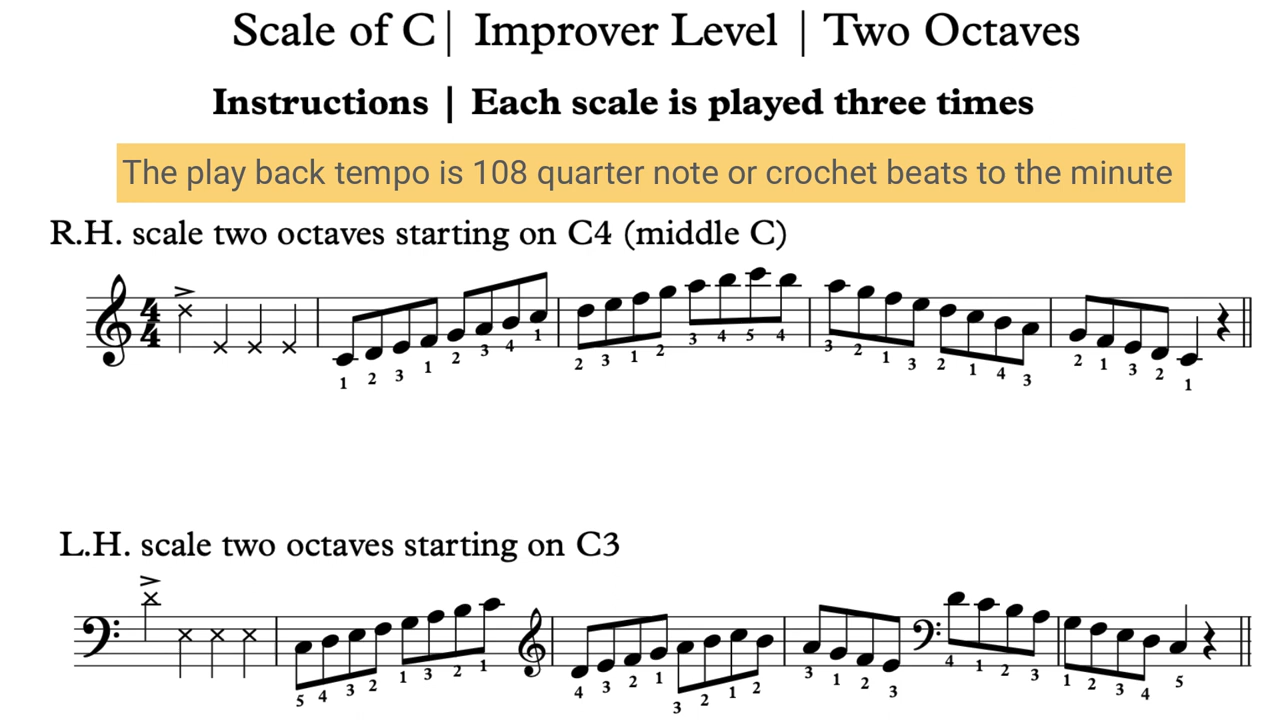 Scale of C| Improver Level | Two Octaves
Instructions | Each scale is played three times
The play back tempo is 108 quarter note or crochet beats to the minute
R.H. scale two octaves starting on C4 (middle C)
4
4
1 2 3 1 2 3 4 1 2 3 1 2 3 4 5 4 3 2 1 3 2 1 4 3 2 1 3 2 1
L.H. scale two octaves starting on C3
5 4 3 2 1 3 2 1 4 3 2 1 3 2 1 2 3 1 2 3 4 1 2 3 1 2 3 4 5